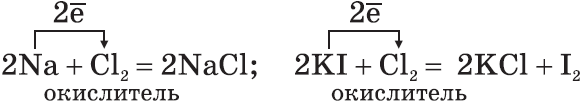 2e̅ 2e̅
2Na + Cl₂ = 2NaCl; 2KI + Cl₂ = 2KCl + I₂
окислитель окислитель